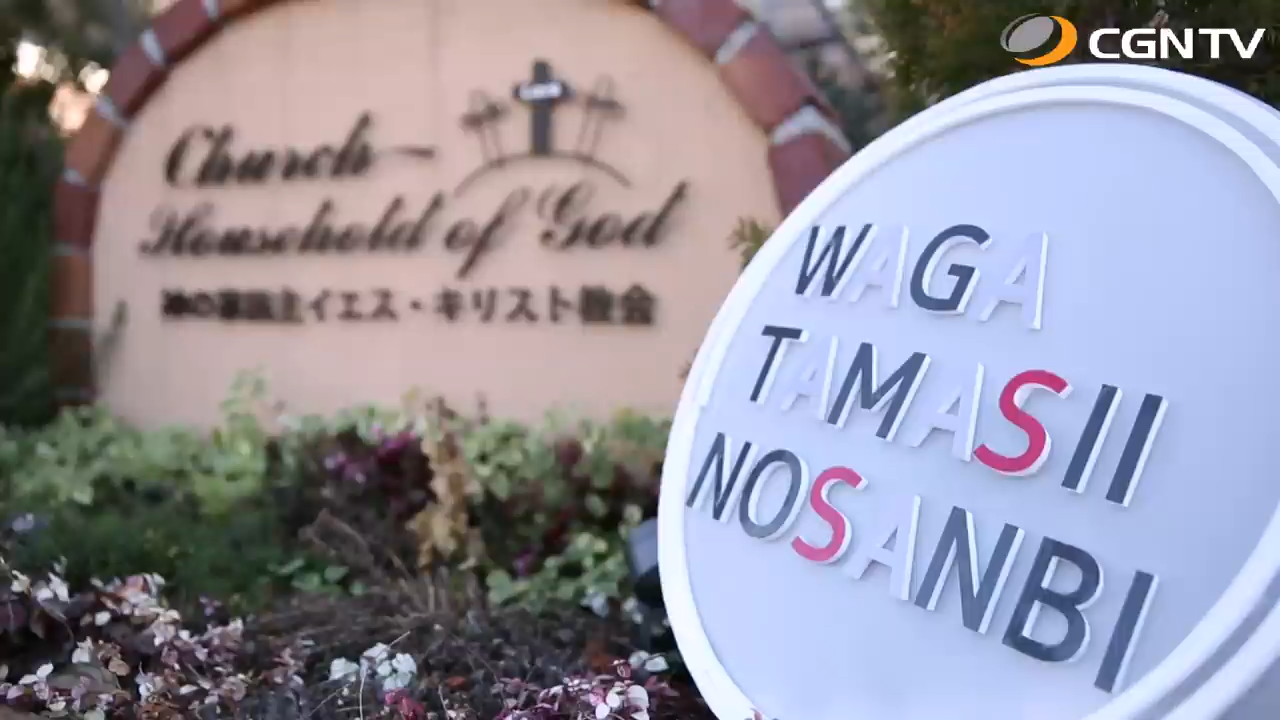 CGNTV
Church
Household of God
神の家族主イエス・キリスト教会
WAGA
TAMASII
NOSANBI